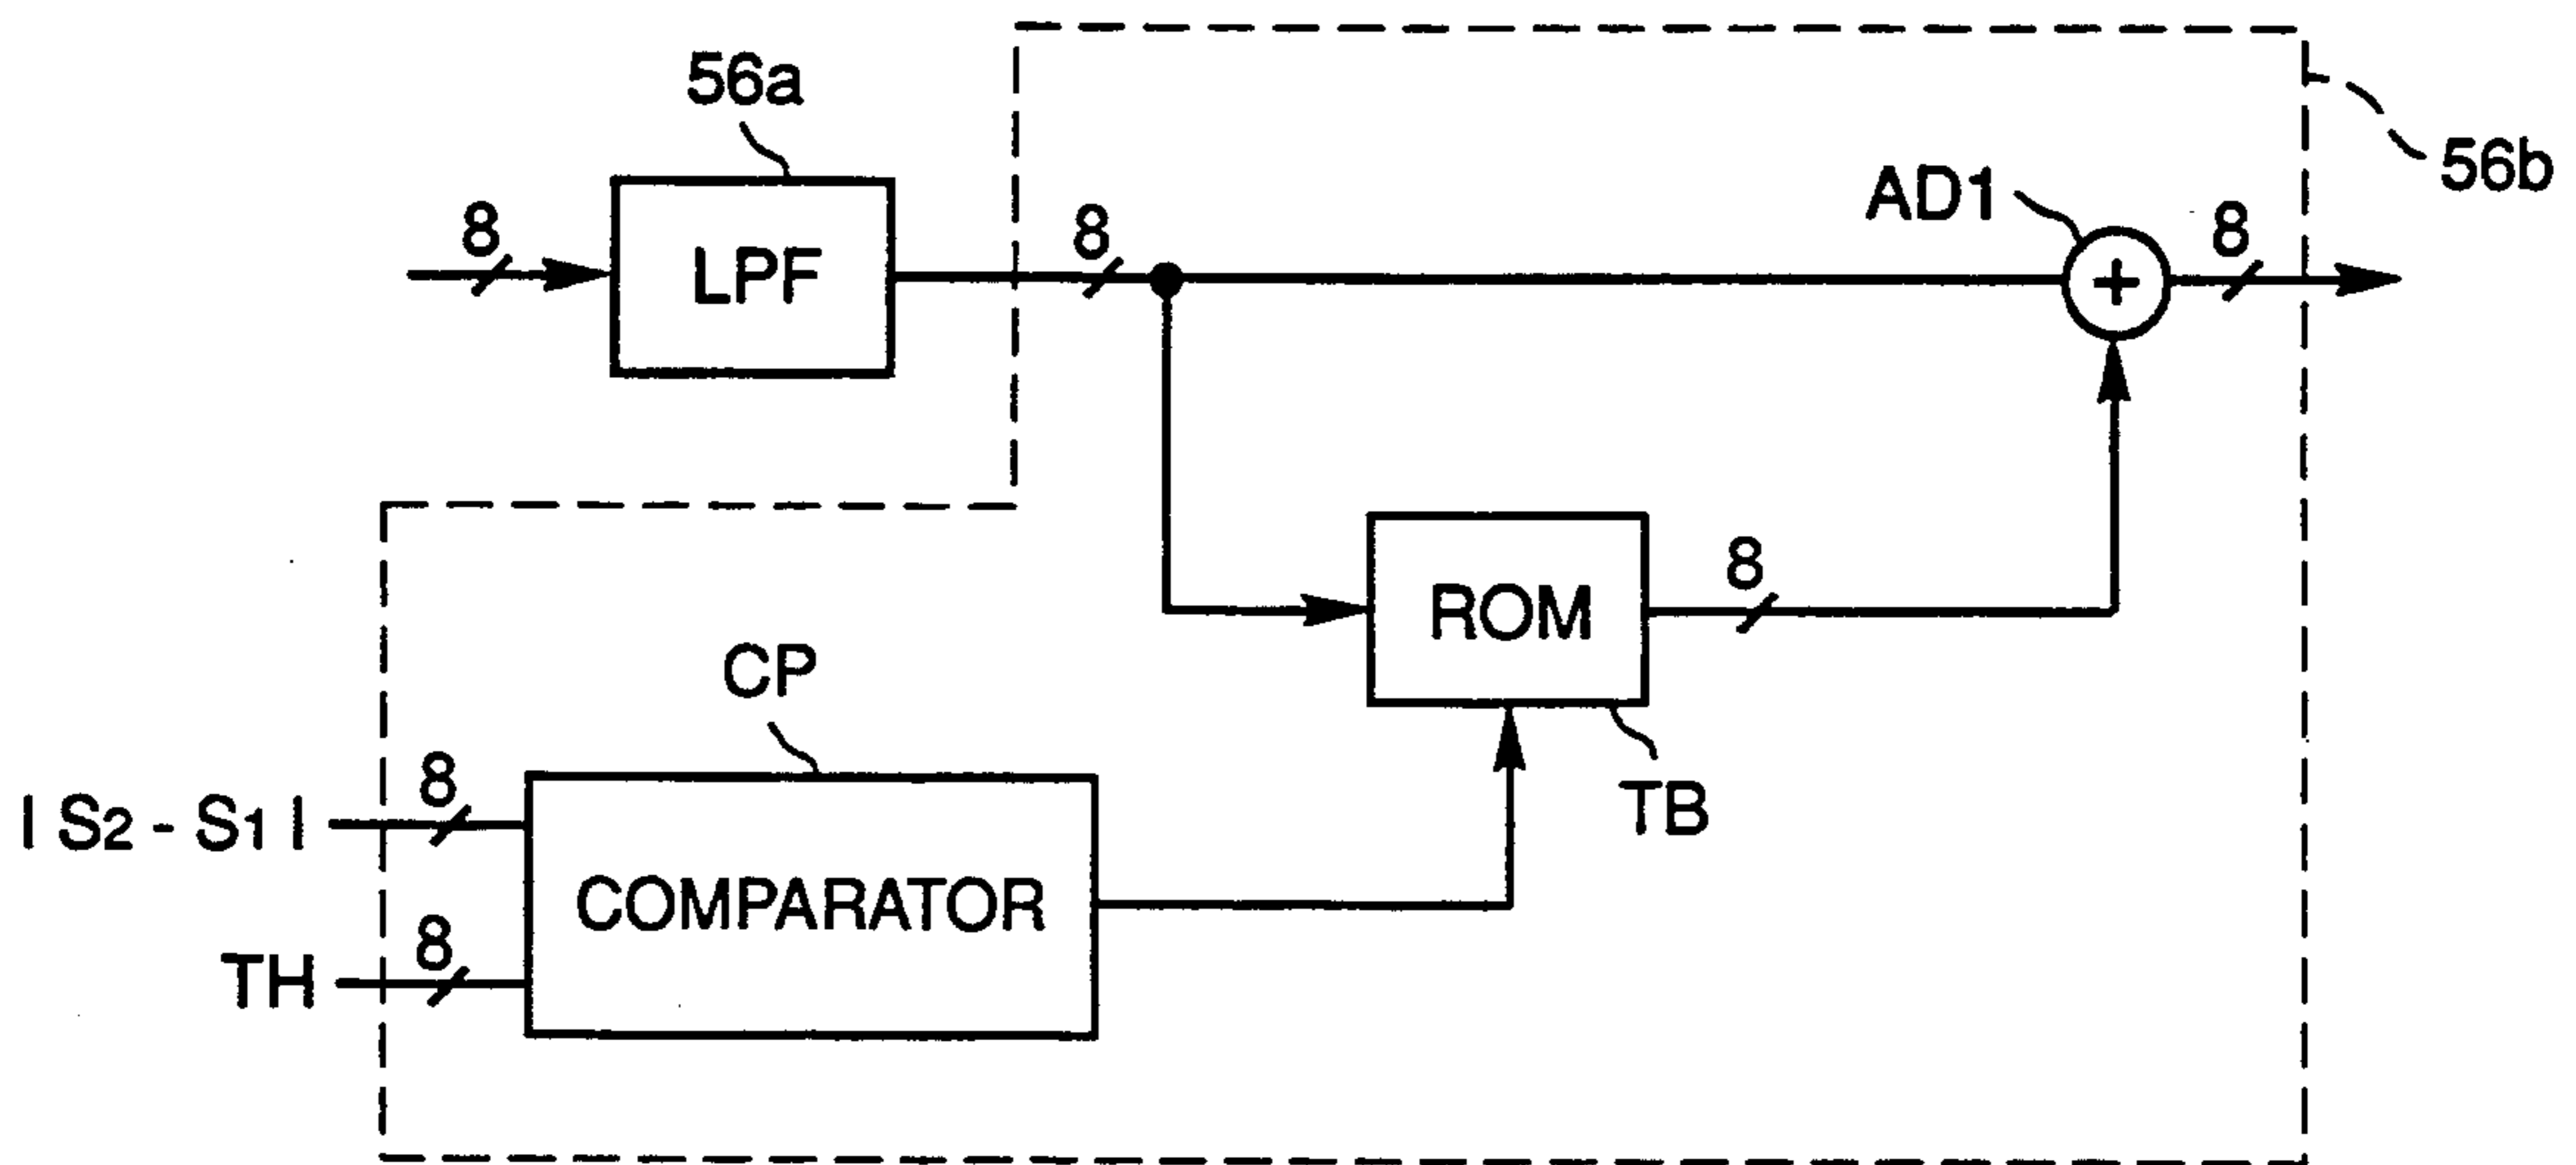 56a
56b
AD1
8
8
8
LPF
+
8
ROM
CP
TB
8
| S2 - S1 |
COMPARATOR
8
TH